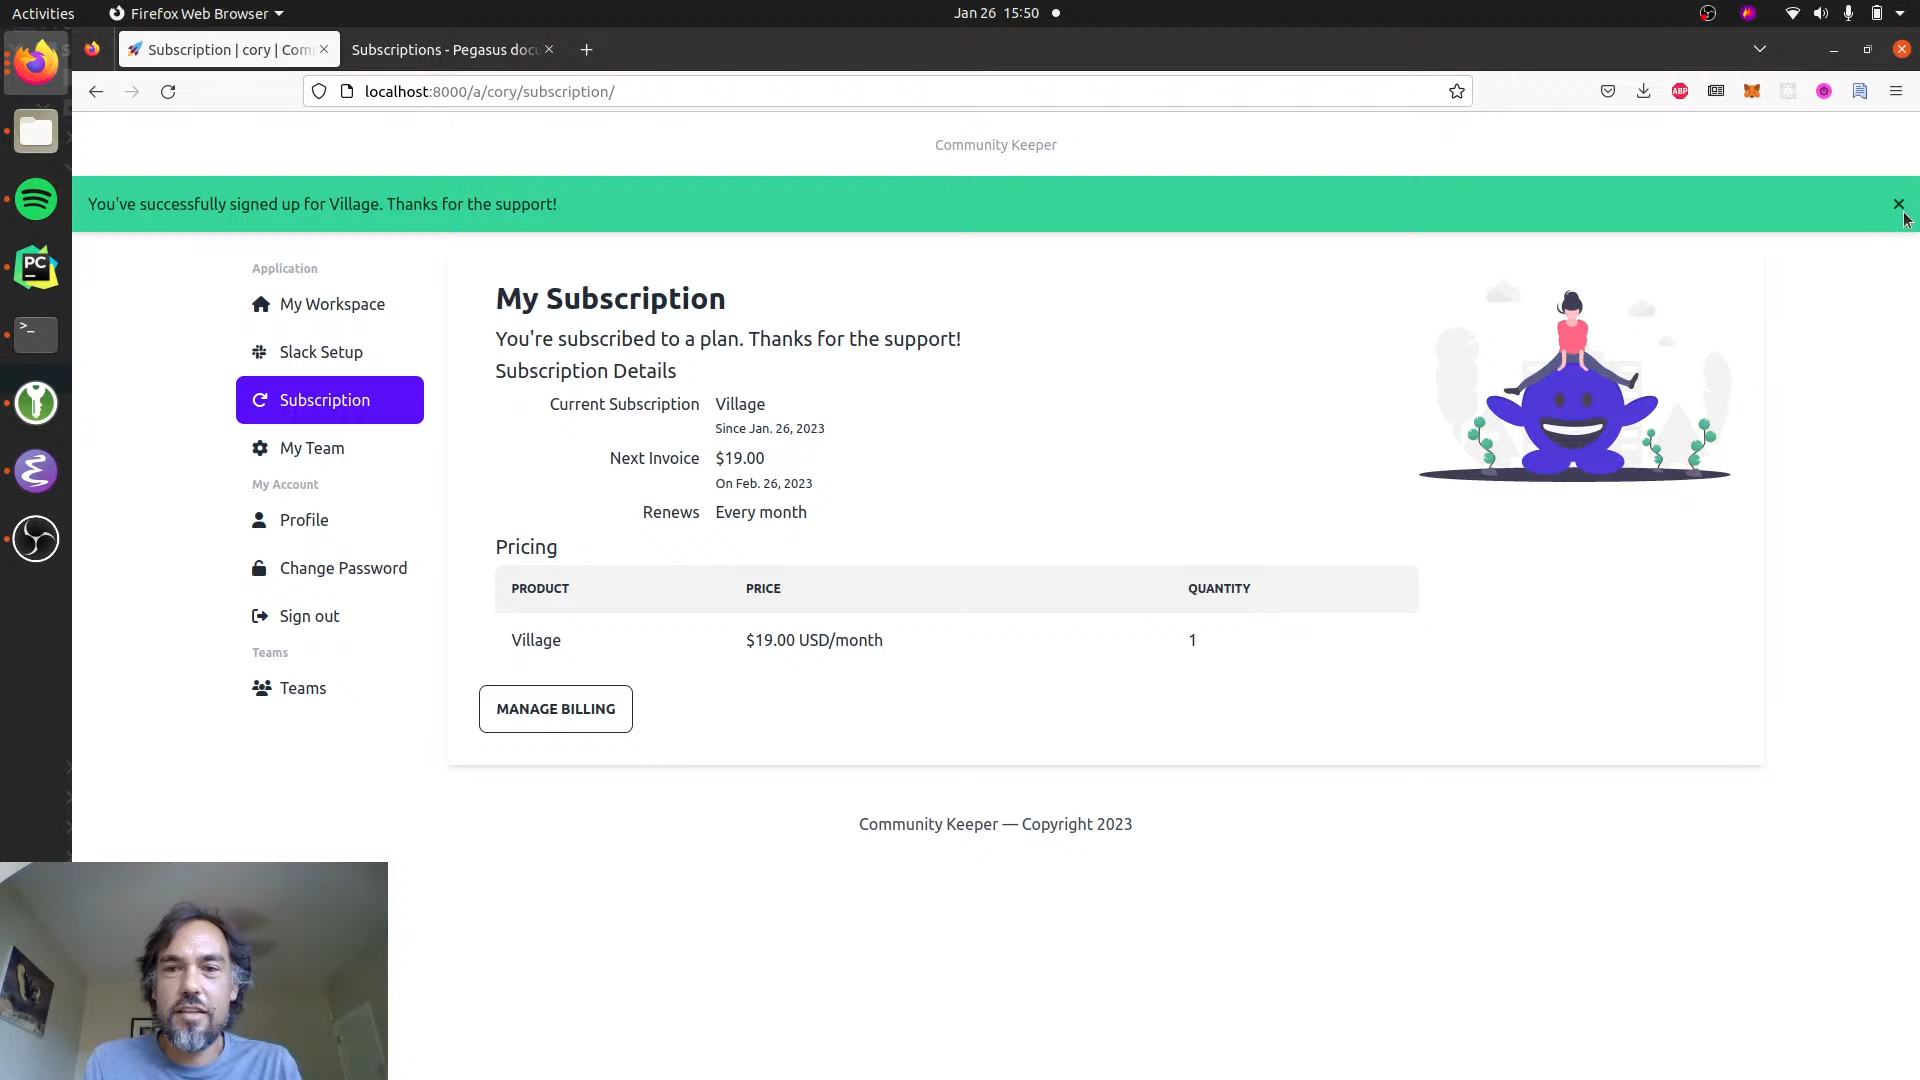 Activities
Firefox Web Browser
Jan 26 15:50
Subscription | cory | Com
Subscriptions - Pegasus docu
localhost:8000/a/cory/subscription/
ABP
Community Keeper
You've successfully signed up for Village. Thanks for the support!
Application
My Workspace
Slack Setup
Subscription
My Team
My Account
Profile
Change Password
Sign out
Teams
Teams
My Subscription
You're subscribed to a plan. Thanks for the support!
Subscription Details
Current Subscription Village
Since Jan. 26, 2023
Next Invoice $19.00
On Feb. 26, 2023
Renews Every month
Pricing
PRODUCT PRICE QUANTITY
Village $19.00 USD/month 1
MANAGE BILLING
Community Keeper — Copyright 2023
PC
>_